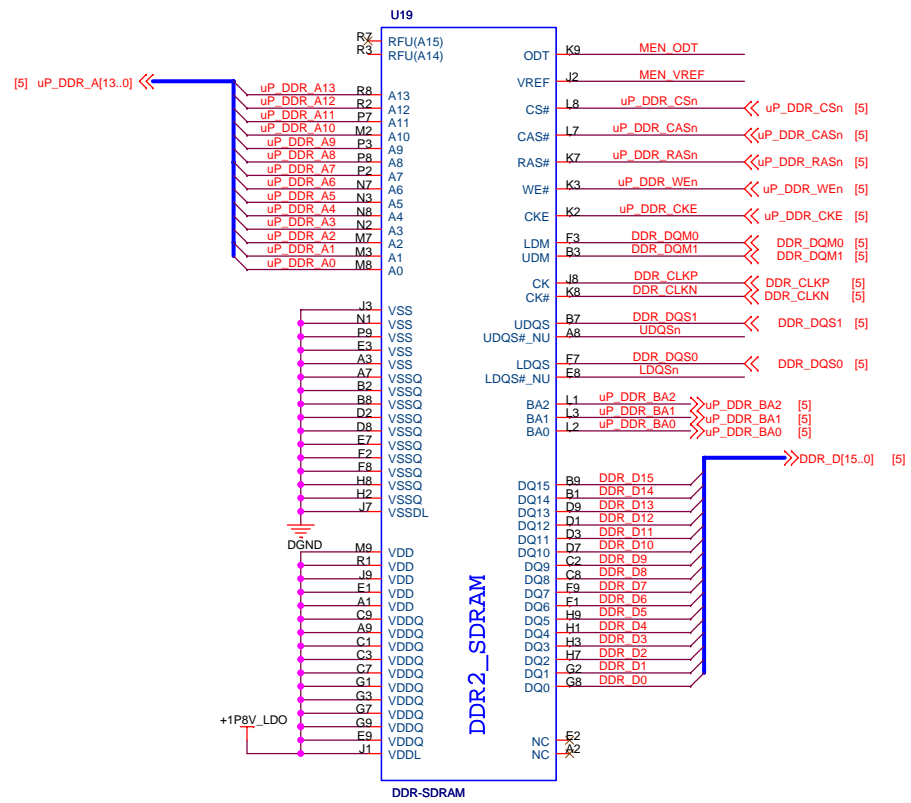 U19
R7 RFU(A15)
R3 RFU(A14)
[5] uP_DDR_A[13..0]
uP_DDR_A13 R8 A13
uP_DDR_A12 R2 A12
uP_DDR_A11 P7 A11
uP_DDR_A10 M2 A10
uP_DDR_A9 P3 A9
uP_DDR_A8 P8 A8
uP_DDR_A7 P2 A7
uP_DDR_A6 N7 A6
uP_DDR_A5 N3 A5
uP_DDR_A4 N8 A4
uP_DDR_A3 N2 A3
uP_DDR_A2 M7 A2
uP_DDR_A1 M3 A1
uP_DDR_A0 M8 A0
J3 VSS
N1 VSS
P9 VSS
E3 VSS
A3 VSS
A7 VSSQ
B2 VSSQ
B8 VSSQ
D2 VSSQ
D8 VSSQ
E7 VSSQ
F2 VSSQ
F8 VSSQ
H8 VSSQ
H2 VSSQ
J7 VSSDL
DGND
M9 VDD
R1 VDD
J9 VDD
E1 VDD
A1 VDD
C9 VDDQ
A9 VDDQ
C1 VDDQ
C3 VDDQ
C7 VDDQ
G1 VDDQ
G3 VDDQ
G7 VDDQ
G9 VDDQ
E9 VDDQ
J1 VDDL
+1P8V_LDO
DDR2_SDRAM
ODT K9 MEN_ODT
VREF J2 MEN_VREF
CS# L8 uP_DDR_CSn uP_DDR_CSn [5]
CAS# L7 uP_DDR_CASn uP_DDR_CASn [5]
RAS# K7 uP_DDR_RASn uP_DDR_RASn [5]
WE# K3 uP_DDR_WEn uP_DDR_WEn [5]
CKE K2 uP_DDR_CKE uP_DDR_CKE [5]
LDM F3 DDR_DQM0 DDR_DQM0 [5]
UDM B3 DDR_DQM1 DDR_DQM1 [5]
CK J8 DDR_CLKP DDR_CLKP [5]
CK# K8 DDR_CLKN DDR_CLKN [5]
UDQS B7 DDR_DQS1 DDR_DQS1 [5]
UDQS#_NU A8 UDQSn
LDQS F7 DDR_DQS0 DDR_DQS0 [5]
LDQS#_NU E8 LDQSn
BA2 L1 uP_DDR_BA2 uP_DDR_BA2 [5]
BA1 L3 uP_DDR_BA1 uP_DDR_BA1 [5]
BA0 L2 uP_DDR_BA0 uP_DDR_BA0 [5]
DDR_D[15..0] [5]
DQ15 B9 DDR_D15
DQ14 B1 DDR_D14
DQ13 D9 DDR_D13
DQ12 D1 DDR_D12
DQ11 D3 DDR_D11
DQ10 D7 DDR_D10
DQ9 C2 DDR_D9
DQ8 C8 DDR_D8
DQ7 F9 DDR_D7
DQ6 F1 DDR_D6
DQ5 H9 DDR_D5
DQ4 H1 DDR_D4
DQ3 H3 DDR_D3
DQ2 H7 DDR_D2
DQ1 G2 DDR_D1
DQ0 G8 DDR_D0
NC E2
NC A2
DDR-SDRAM